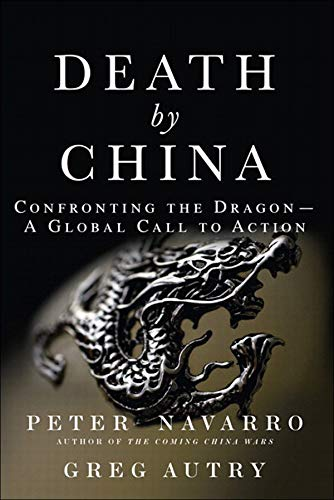 DEATH
by
CHINA
CONFRONTING THE DRAGON—
A GLOBAL CALL TO ACTION
PETER NAVARRO
AUTHOR OF THE COMING CHINA WARS
GREG AUTRY